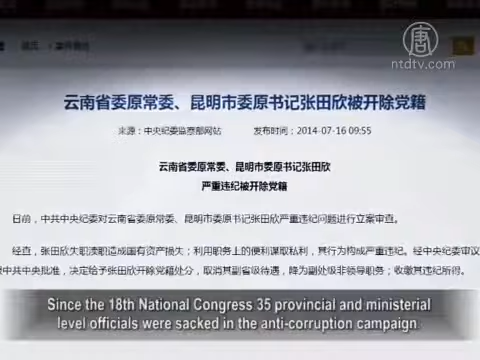 唐
ntdtv.com
2014-07-16 09:55
云南省委原常委、昆明市委原书记张田欣被开除党籍
来源：中央纪委监察部网站 发布时间：2014-07-16 09:55
云南省委原常委、昆明市委原书记张田欣
严重违纪被开除党籍
日前，中共中央纪委对云南省委原常委、昆明市委原书记张田欣严重违纪问题进行立案审查。
经查，张田欣失职渎职造成国有资产损失；利用职务上的便利谋取私利，其行为构成严重违纪。经中央纪委审议
中共中央批准，决定给予张田欣开除党籍处分，取消其副省级待遇，降为副处级非领导职务；收缴其违纪所得。
Since the 18th National Congress 35 provincial and ministerial
level officials were sacked in the anti-corruption campaign